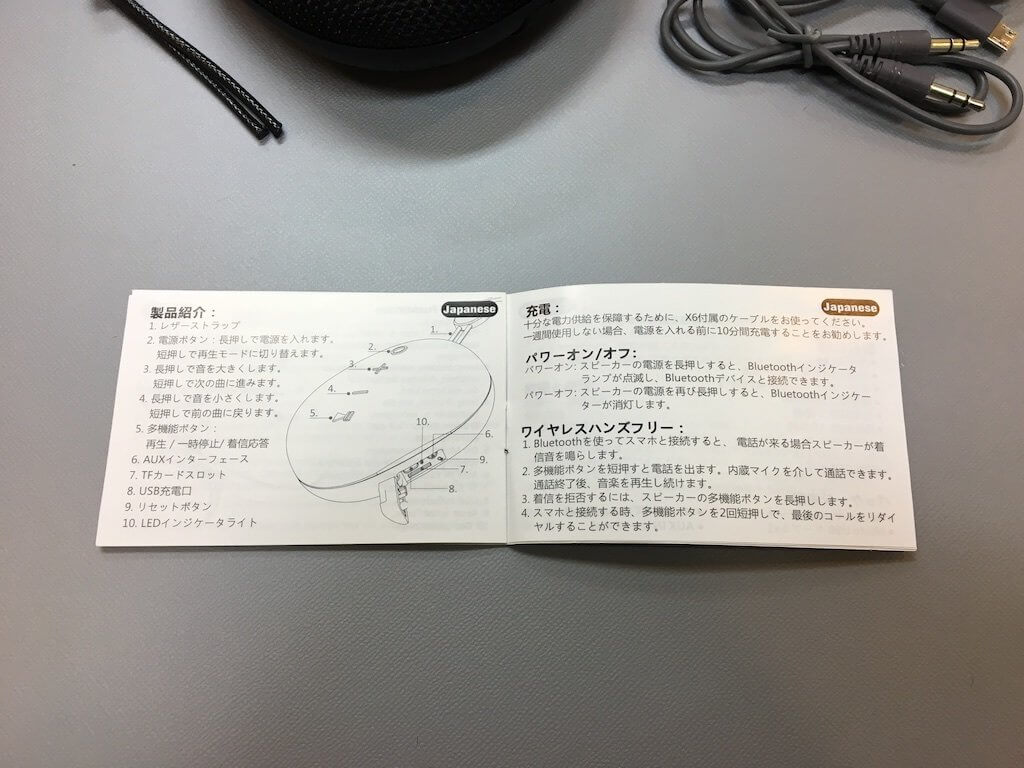 製品紹介：
Japanese
1. レザーストラップ
2. 電源ボタン：長押しで電源を入れます。
短押しで再生モードに切り替えます。
3. 長押しで音を大きくします。
短押しで次の曲に進みます。
4. 長押しで音を小さくします。
短押しで前の曲に戻ります。
5. 多機能ボタン：
再生 / 一時停止/ 着信応答
6. AUXインターフェース
7. TFカードスロット
8. USB充電口
9. リセットボタン
10. LEDインジケータライト
1.
2.
3.
4.
5.
10.
6.
9.
7.
8.
充電：
Japanese
十分な電力供給を保障するために、X6付属のケーブルをお使ってください。
一週間使用しない場合、電源を入れる前に10分間充電することをお勧めします。
パワーオン/オフ：
パワーオン: スピーカーの電源を長押しすると、Bluetoothインジケータ
ランプが点滅し、Bluetoothデバイスと接続できます。
パワーオフ: スピーカーの電源を再び長押しすると、Bluetoothインジケー
ターが消灯します。
ワイヤレスハンズフリー：
1. Bluetoothを使ってスマホと接続すると、電話が来る場合スピーカーが着
信音を鳴らします。
2. 多機能ボタンを短押すと電話を出ます。内蔵マイクを介して通話できます。
通話終了後、音楽を再生し続けます。
3. 着信を拒否するには、スピーカーの多機能ボタンを長押しします。
4. スマホと接続する時、多機能ボタンを2回短押しで、最後のコールをリダイ
ヤルすることができます。